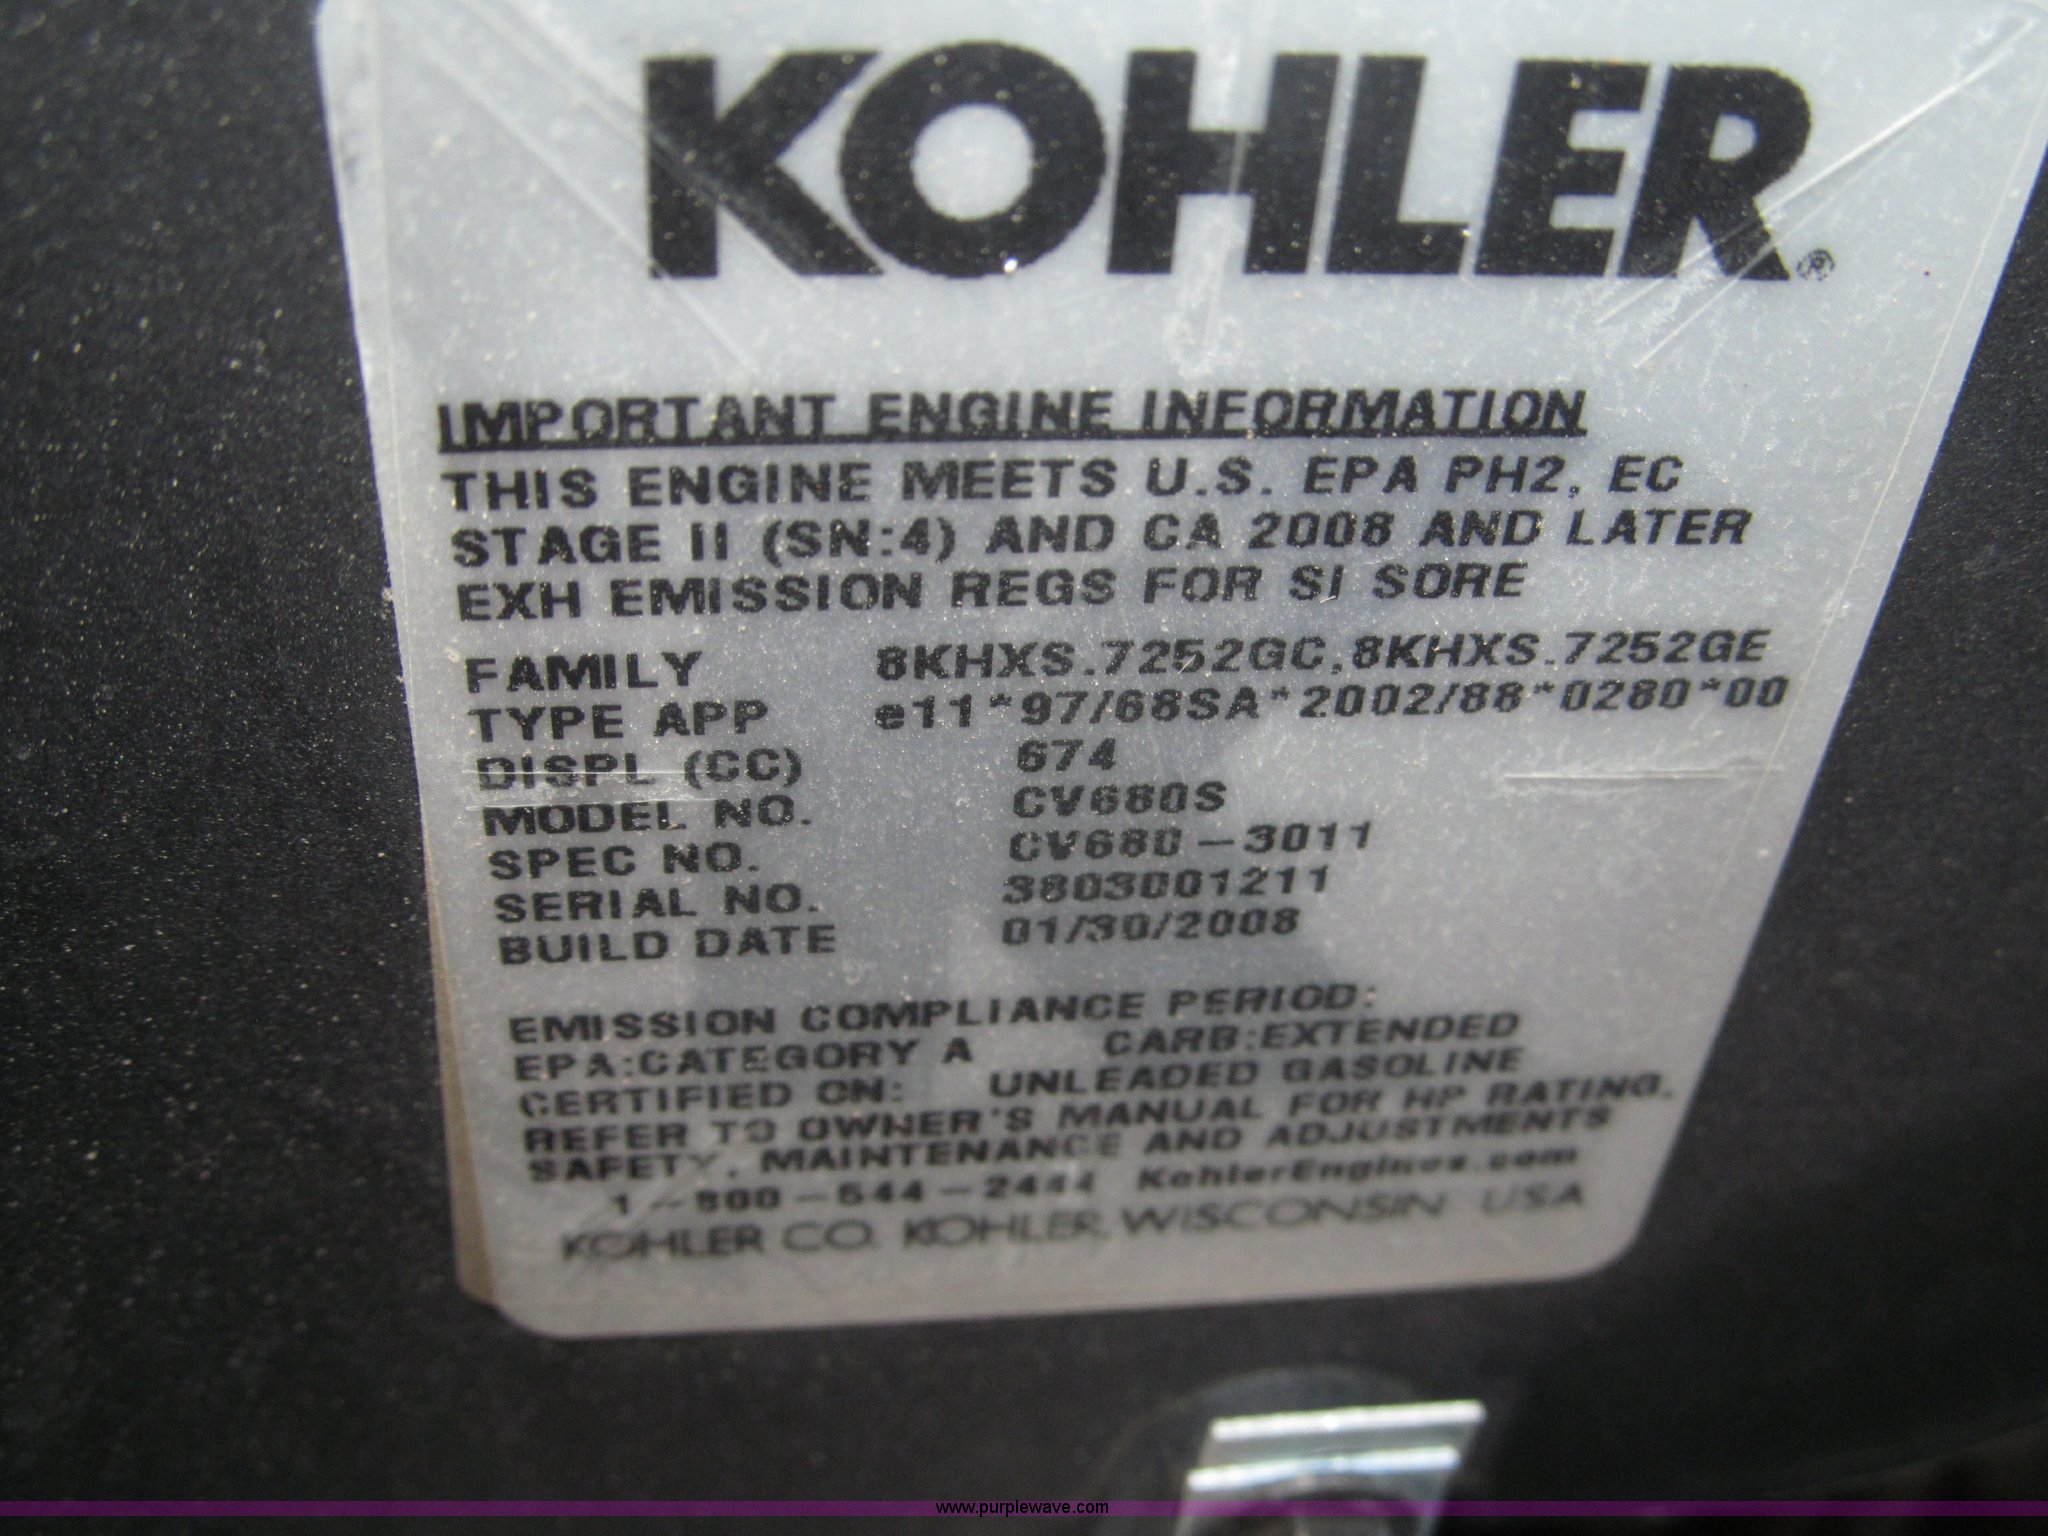 KOHLER®
IMPORTANT ENGINE INFORMATION
THIS ENGINE MEETS U.S. EPA PH2, EC
STAGE II (SN:4) AND CA 2008 AND LATER
EXH EMISSION REGS FOR SI SORE
FAMILY 8KHXS.7252GC,8KHXS.7252GE
TYPE APP e11*97/68SA*2002/88*0280*00
DISPL (CC) 674
MODEL NO. CV680S
SPEC NO. CV680-3011
SERIAL NO. 3803001211
BUILD DATE 01/30/2008
EMISSION COMPLIANCE PERIOD:
EPA:CATEGORY A CARB:EXTENDED
CERTIFIED ON: UNLEADED GASOLINE
REFER TO OWNER'S MANUAL FOR HP RATING,
SAFETY, MAINTENANCE AND ADJUSTMENTS
1-800-544-2444 KohlerEngines.com
KOHLER CO. KOHLER, WISCONSIN USA
www.purplewave.com